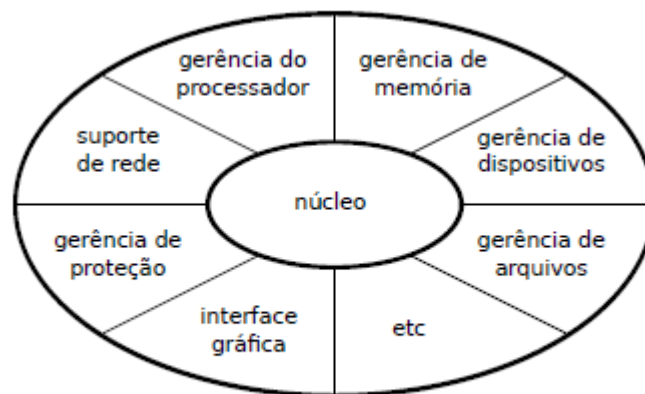 gerência do
processador
gerência de
memória
suporte
de rede
gerência de
dispositivos
núcleo
gerência de
proteção
gerência de
arquivos
interface
gráfica
etc